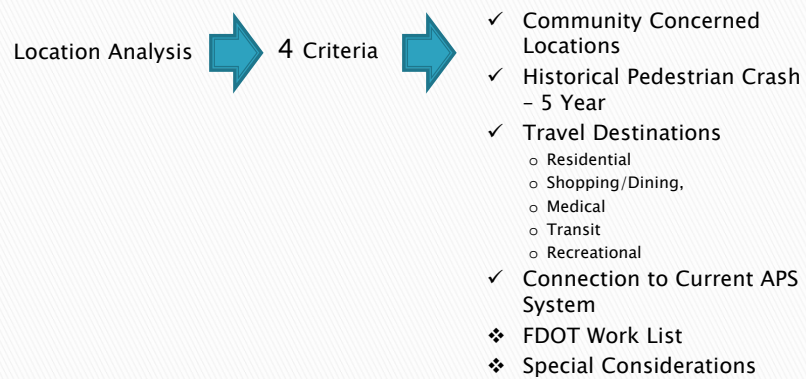 Location Analysis
4 Criteria
✓ Community Concerned
Locations
✓ Historical Pedestrian Crash
– 5 Year
✓ Travel Destinations
o Residential
o Shopping/Dining,
o Medical
o Transit
o Recreational
✓ Connection to Current APS
System
❖ FDOT Work List
❖ Special Considerations